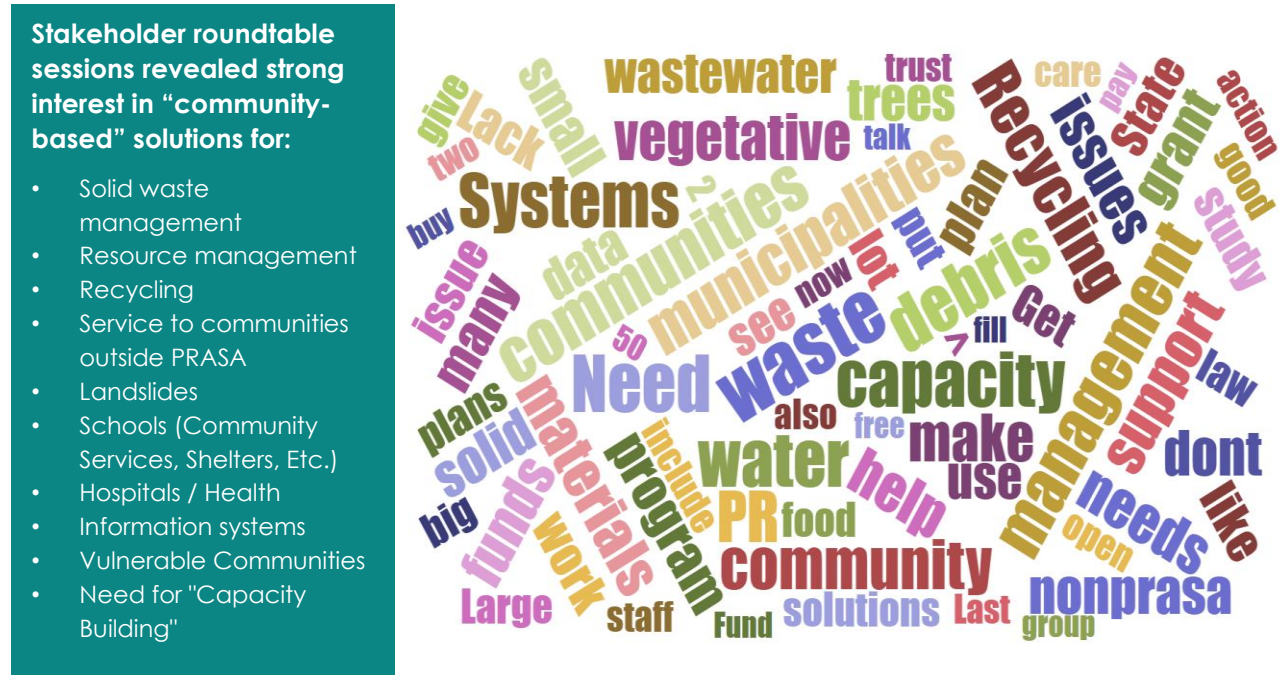 Stakeholder roundtable
sessions revealed strong
interest in “community-
based” solutions for:
• Solid waste
management
• Resource management
• Recycling
• Service to communities
outside PRASA
• Landslides
• Schools (Community
Services, Shelters, Etc.)
• Hospitals / Health
• Information systems
• Vulnerable Communities
• Need for "Capacity
Building"
give
Lack
two
small
wastewater
trust
trees
vegetative
talk
Systems
2
buy
data
communities
municipalities
issue
many
50
see
now
lot
put
plan
Recycling
care
issues
pay
State
grant
action
good
study
debris
Get
fill
>
Need
waste
capacity
management
support
law
plans
solid
materials
also
free
make
use
dont
like
big
funds
work
program
include
water
PR
food
help
needs
open
community
Large
staff
Fund
solutions
Last
nonprasa
group